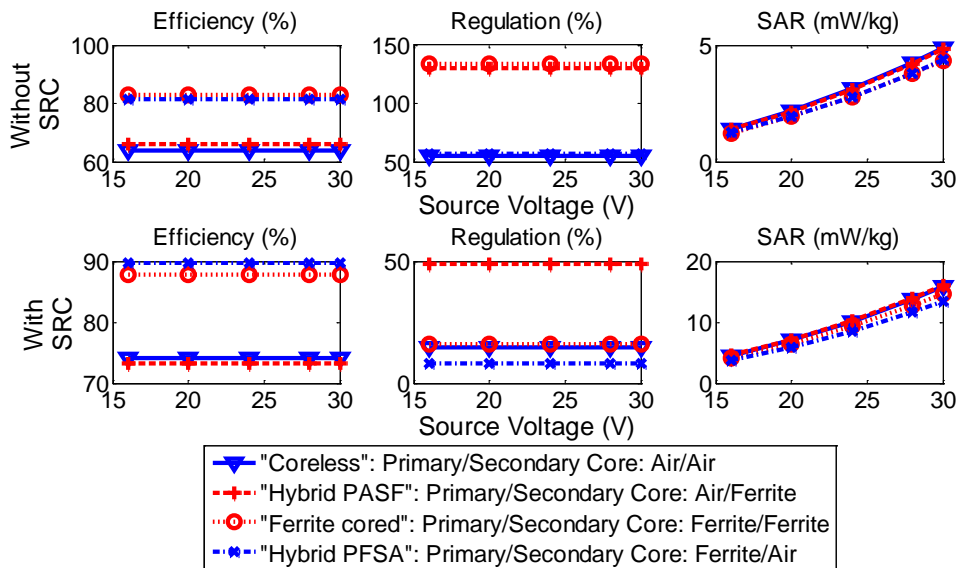 Efficiency (%) Regulation (%) SAR (mW/kg)
Without
SRC
100
80
60
15 20 25 30
150
100
50
15 20 25 30
5
0
15 20 25 30
Source Voltage (V)
Efficiency (%) Regulation (%) SAR (mW/kg)
With
SRC
90
80
70
15 20 25 30
50
0
15 20 25 30
20
10
0
15 20 25 30
Source Voltage (V)
"Coreless": Primary/Secondary Core: Air/Air
"Hybrid PASF": Primary/Secondary Core: Air/Ferrite
"Ferrite cored": Primary/Secondary Core: Ferrite/Ferrite
"Hybrid PFSA": Primary/Secondary Core: Ferrite/Air